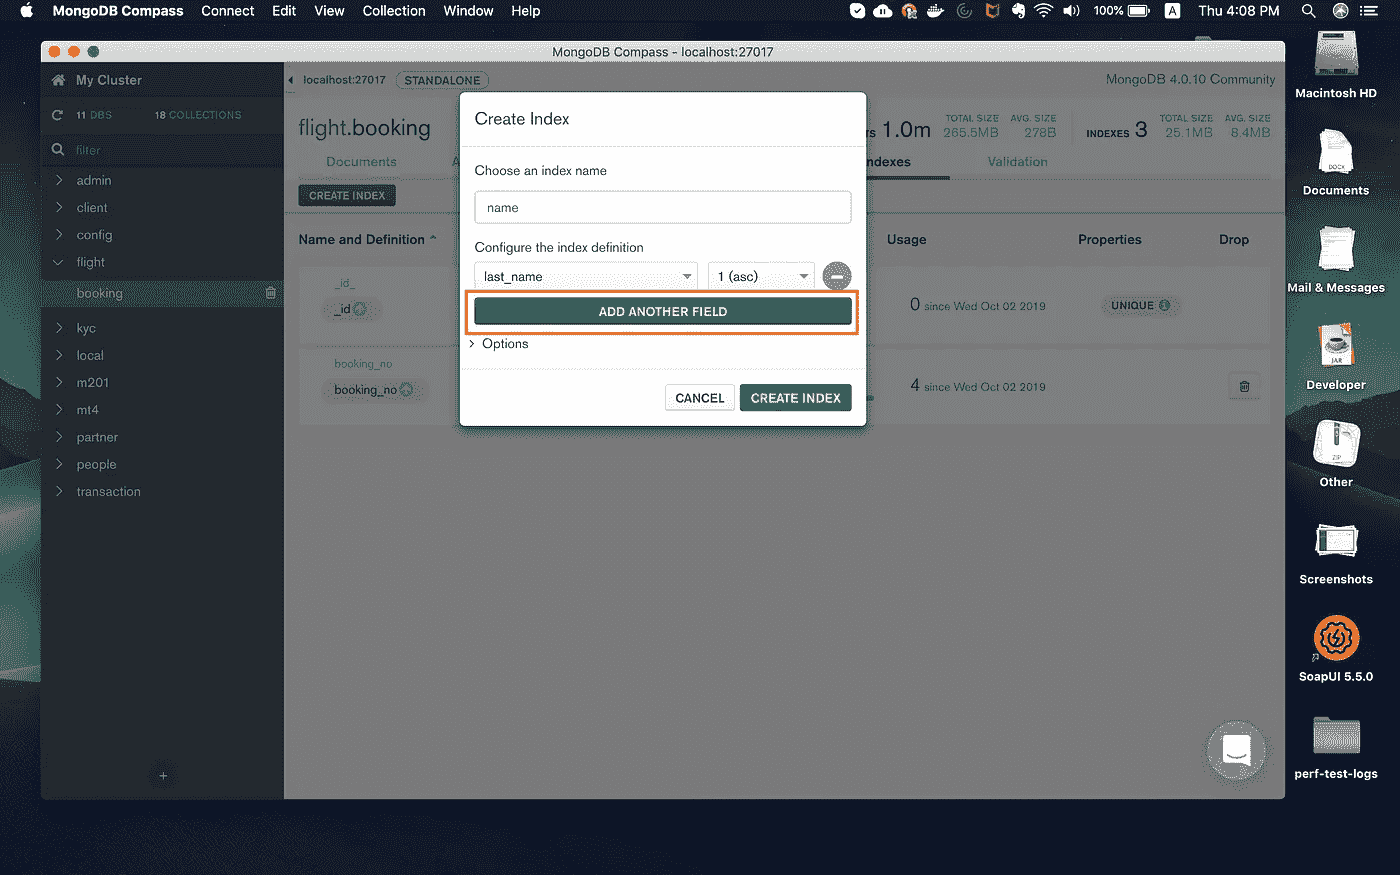 MongoDB Compass Connect Edit View Collection Window Help 100% A Thu 4:08 PM
MongoDB Compass - localhost:27017
My Cluster
11 DBS 18 COLLECTIONS
filter
admin
client
config
flight
booking
kyc
local
m201
mt4
partner
people
transaction
+
localhost:27017 STANDALONE MongoDB 4.0.10 Community
flight.booking
TS 1.0m TOTAL SIZE 265.5MB AVG. SIZE 278B INDEXES 3 TOTAL SIZE 25.1MB AVG. SIZE 8.4MB
Documents A ndexes Validation
CREATE INDEX
Name and Definition Usage Properties Drop
_id_
_id 0 since Wed Oct 02 2019 UNIQUE
booking_no
booking_no 4 since Wed Oct 02 2019
Create Index
Choose an index name
name
Configure the index definition
last_name 1 (asc)
ADD ANOTHER FIELD
Options
CANCEL CREATE INDEX
Macintosh HD
DOCX
Documents
Mail & Messages
JAR
Developer
ZIP
Other
Screenshots
SoapUI 5.5.0
perf-test-logs